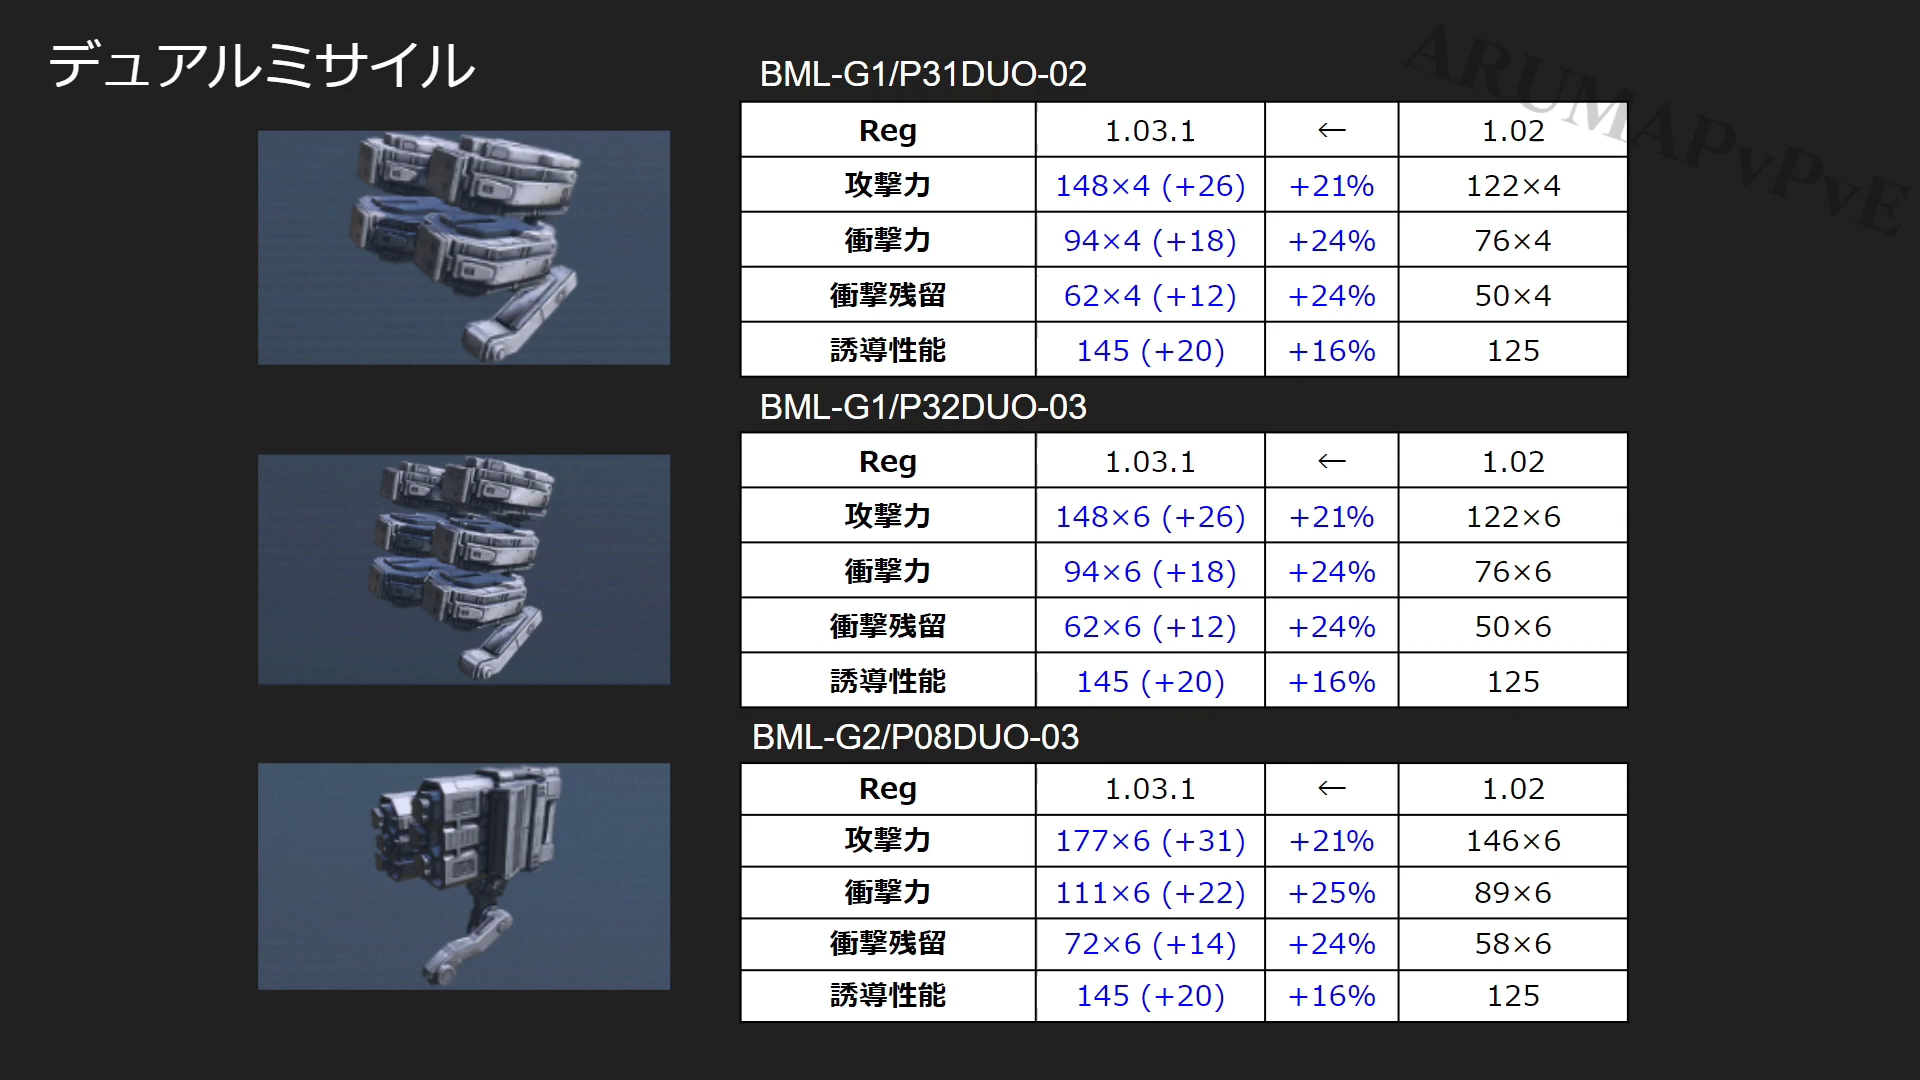 デュアルミサイル
ARUMAPvPvE
BML-G1/P31DUO-02
Reg 1.03.1 ← 1.02
攻撃力 148×4 (+26) +21% 122×4
衝撃力 94×4 (+18) +24% 76×4
衝撃残留 62×4 (+12) +24% 50×4
誘導性能 145 (+20) +16% 125
BML-G1/P32DUO-03
Reg 1.03.1 ← 1.02
攻撃力 148×6 (+26) +21% 122×6
衝撃力 94×6 (+18) +24% 76×6
衝撃残留 62×6 (+12) +24% 50×6
誘導性能 145 (+20) +16% 125
BML-G2/P08DUO-03
Reg 1.03.1 ← 1.02
攻撃力 177×6 (+31) +21% 146×6
衝撃力 111×6 (+22) +25% 89×6
衝撃残留 72×6 (+14) +24% 58×6
誘導性能 145 (+20) +16% 125